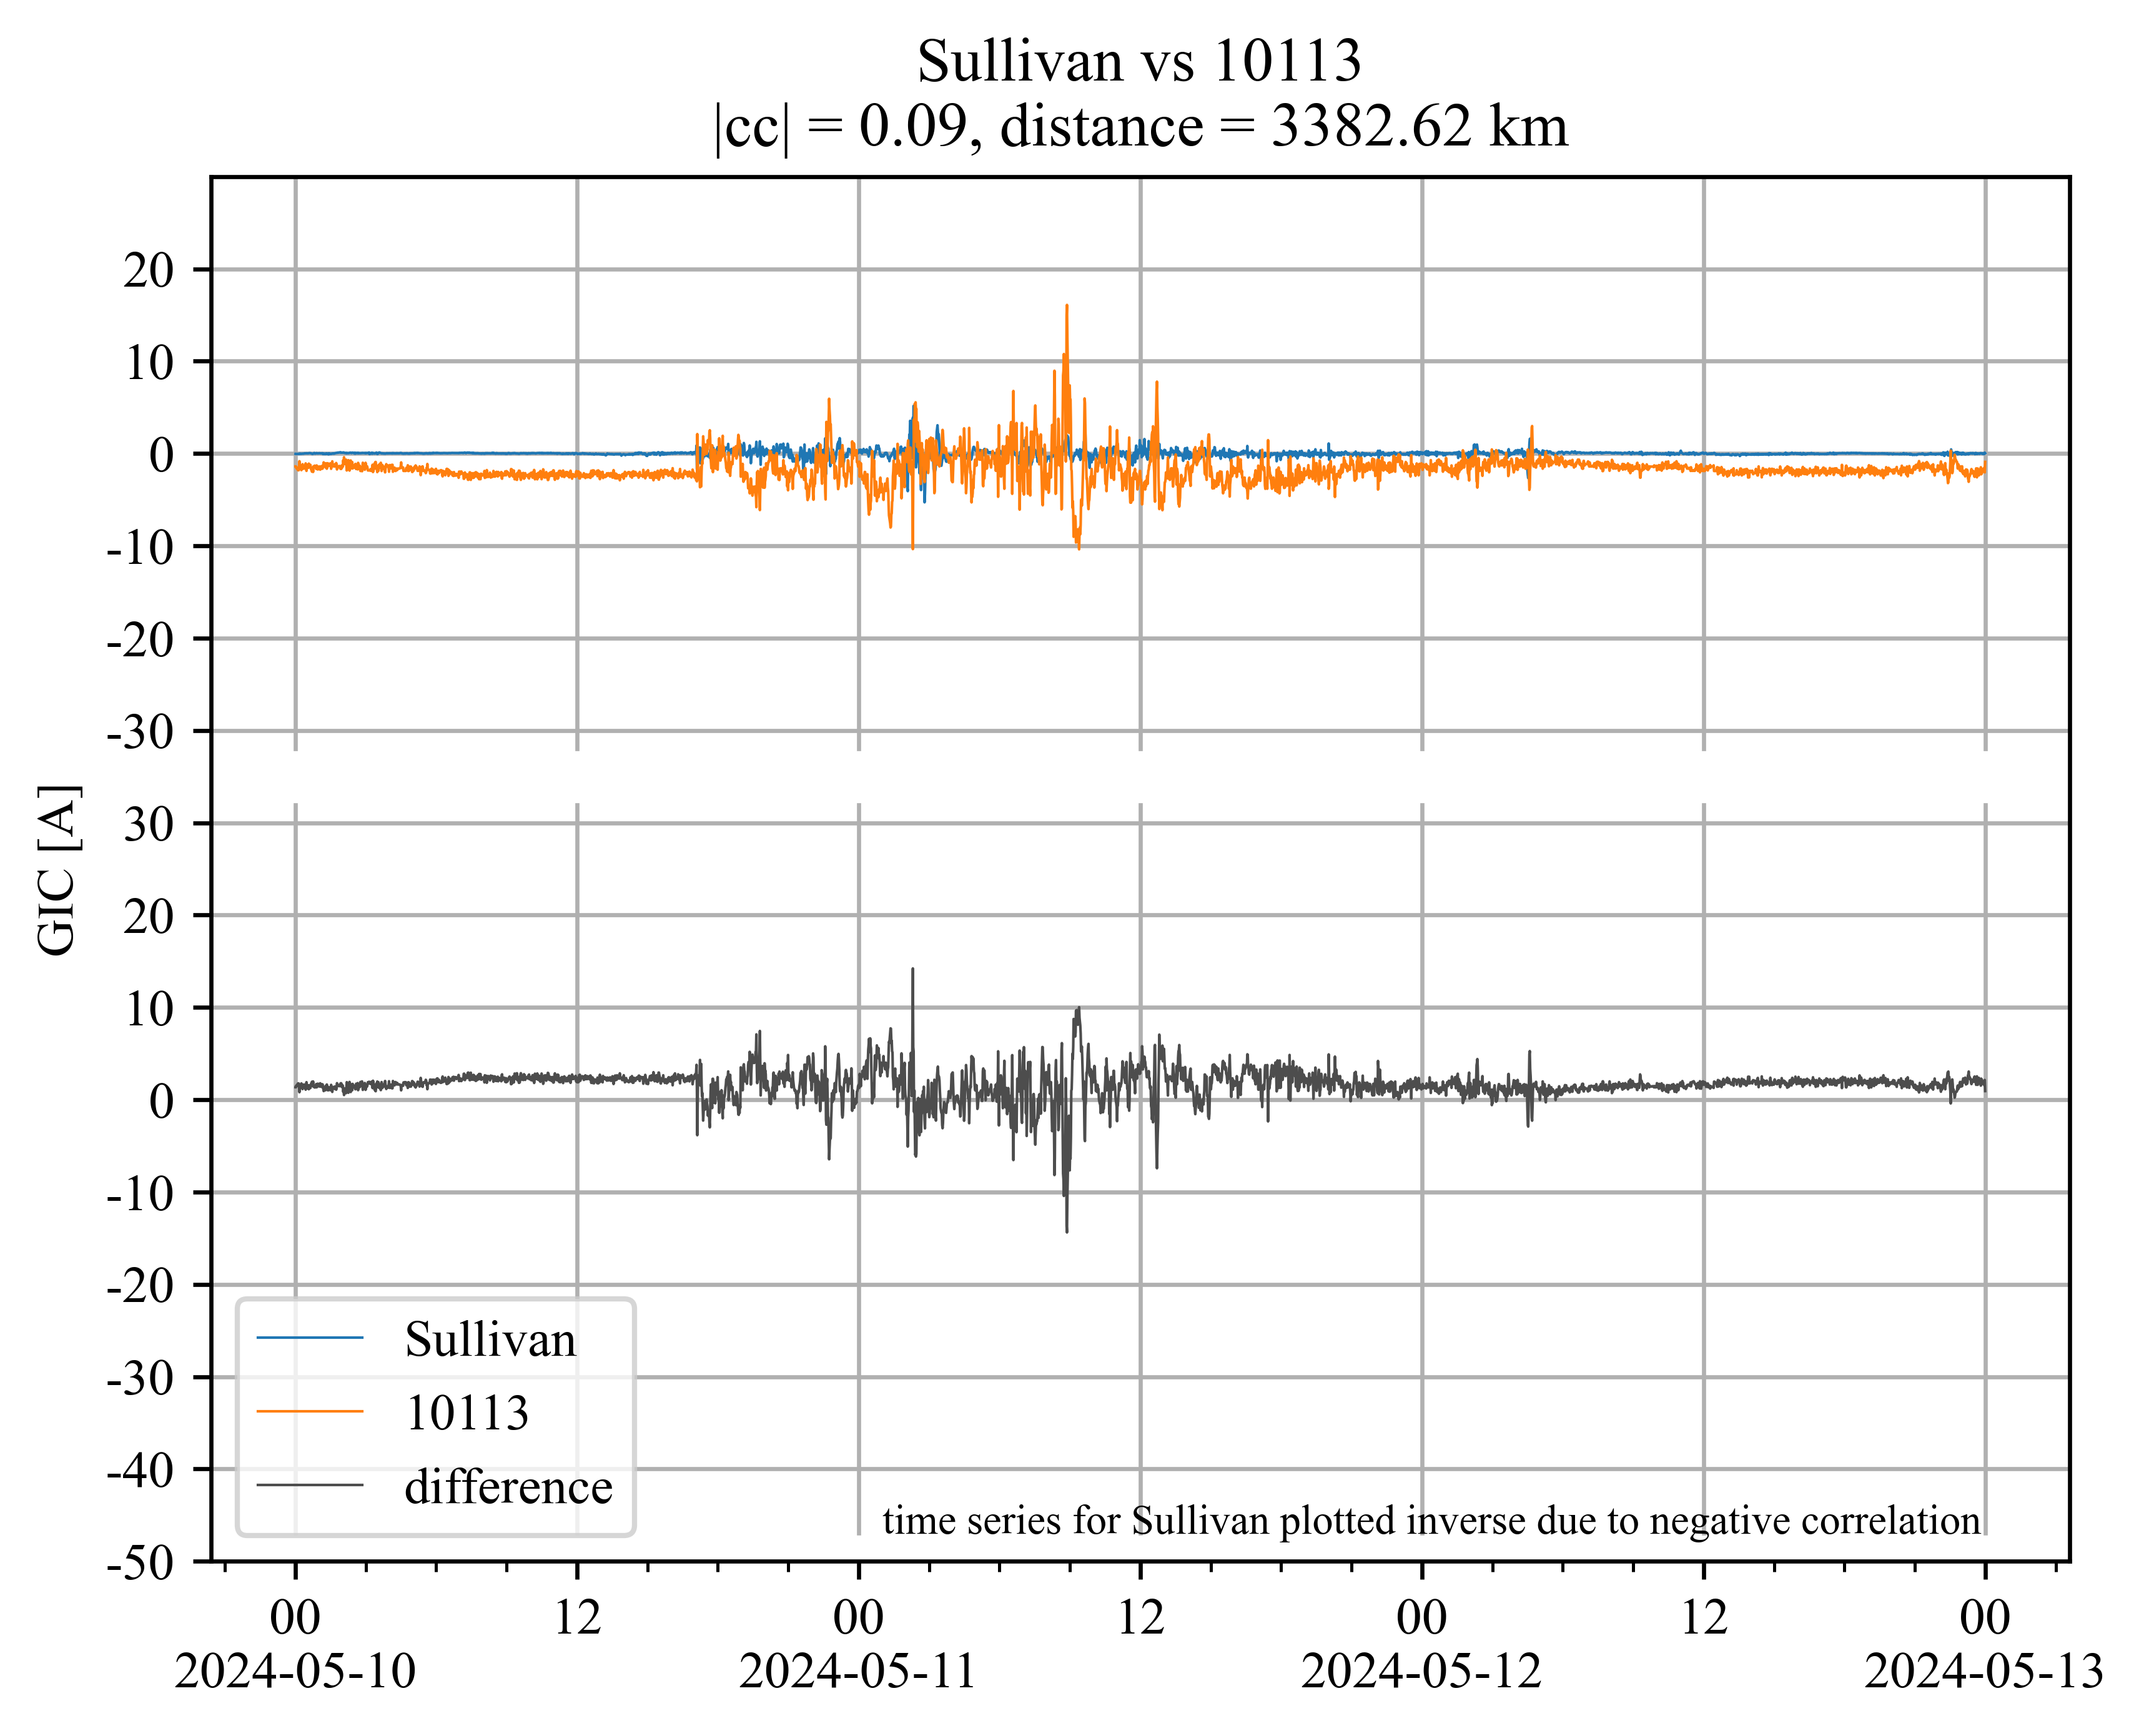 Sullivan vs 10113
|cc| = 0.09, distance = 3382.62 km
20
10
0
-10
-20
-30
30
20
10
0
-10
-20
-30
-40
-50
GIC [A]
Sullivan
10113
difference
time series for Sullivan plotted inverse due to negative correlation
00 12 00 12 00 12 00
2024-05-10 2024-05-11 2024-05-12 2024-05-13